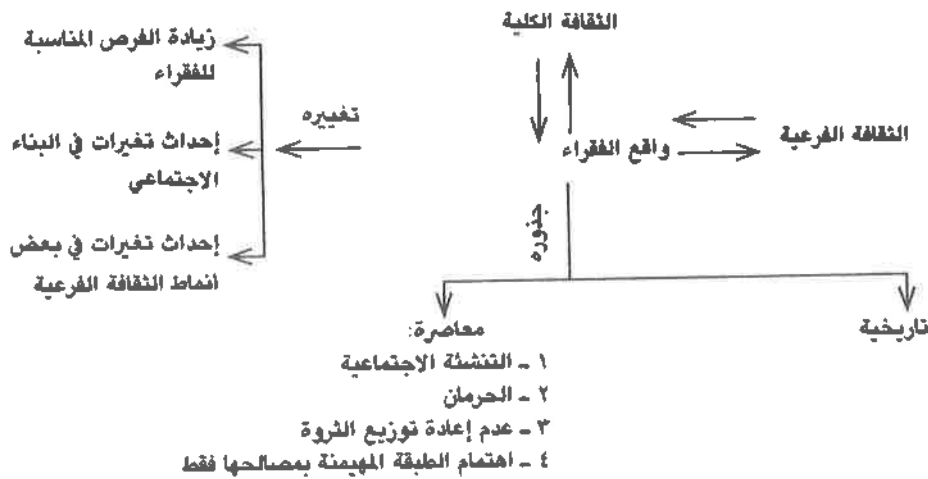 الثقافة الكلية
زيادة الفرص المناسبة
للفقراء
تغييره
الثقافة الفرعية
واقع الفقراء
إحداث تغيرات في البناء
الاجتماعي
جذوره
إحداث تغيرات في بعض
أنماط الثقافة الفرعية
تاريخية
معاصرة:
١ ـ التنشئة الاجتماعية
٢ ـ الحرمان
٣ ـ عدم إعادة توزيع الثروة
٤ ـ اهتمام الطبقة المهيمنة بمصالحها فقط